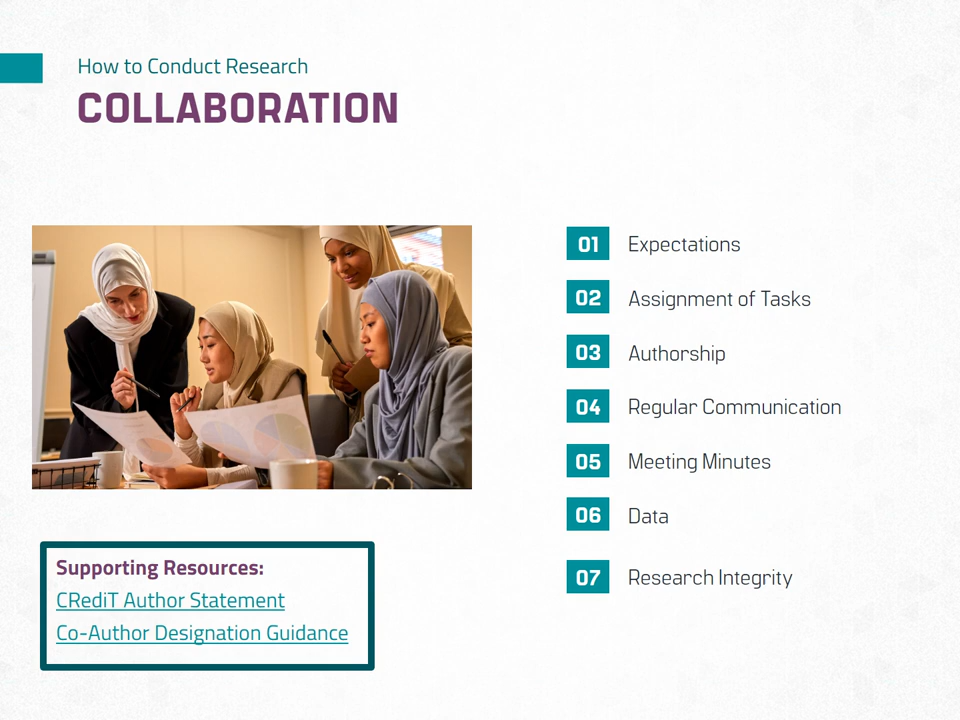 How to Conduct Research
COLLABORATION
01 Expectations
02 Assignment of Tasks
03 Authorship
04 Regular Communication
05 Meeting Minutes
06 Data
07 Research Integrity
Supporting Resources:
CRediT Author Statement
Co-Author Designation Guidance